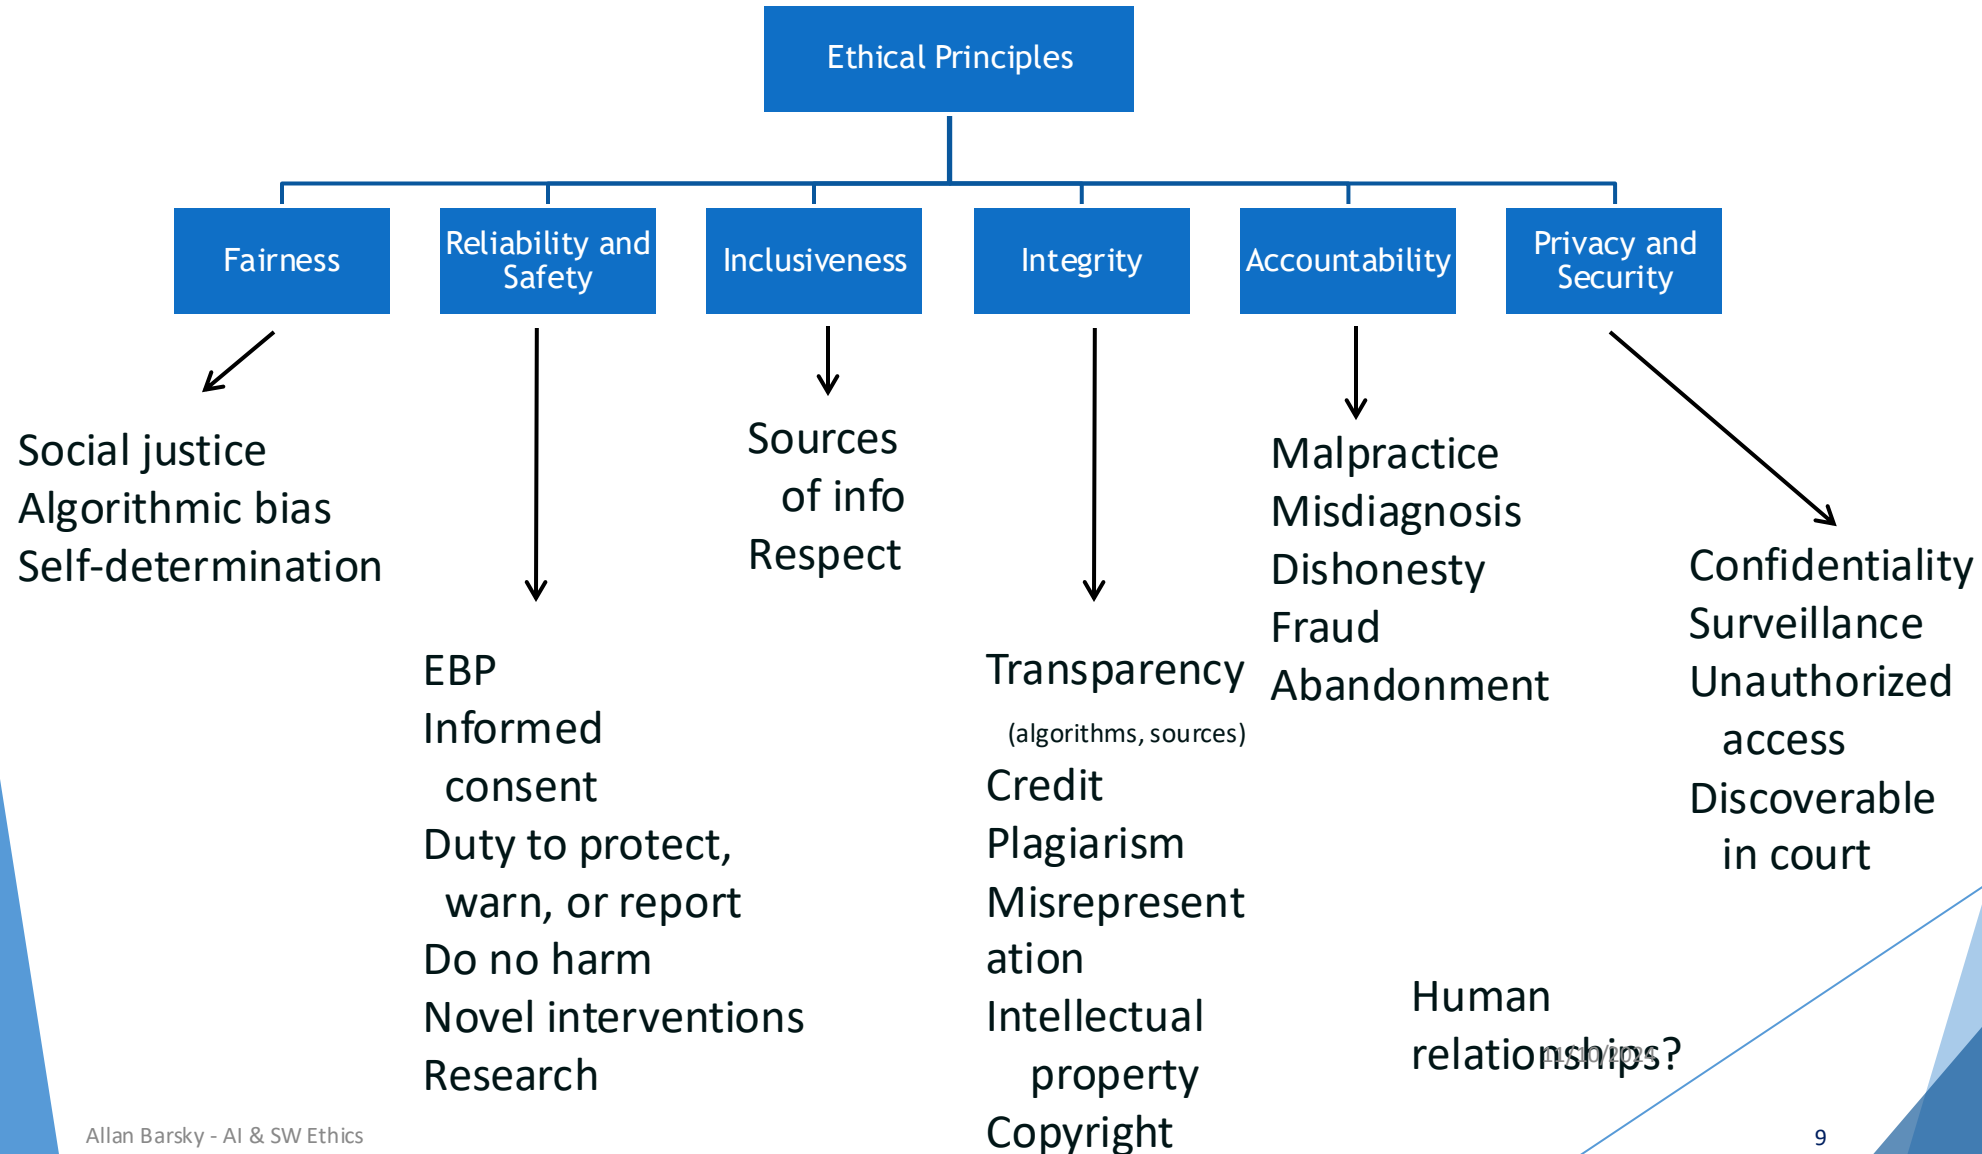 Ethical Principles
Fairness
Reliability and
Safety
Inclusiveness
Integrity
Accountability
Privacy and
Security
Social justice
Algorithmic bias
Self-determination
EBP
Informed
consent
Duty to protect,
warn, or report
Do no harm
Novel interventions
Research
Sources
of info
Respect
Transparency
(algorithms, sources)
Credit
Plagiarism
Misrepresent
ation
Intellectual
property
Copyright
Malpractice
Misdiagnosis
Dishonesty
Fraud
Abandonment
Confidentiality
Surveillance
Unauthorized
access
Discoverable
in court
Human
relationships?
11/10/2024
Allan Barsky - AI & SW Ethics
9